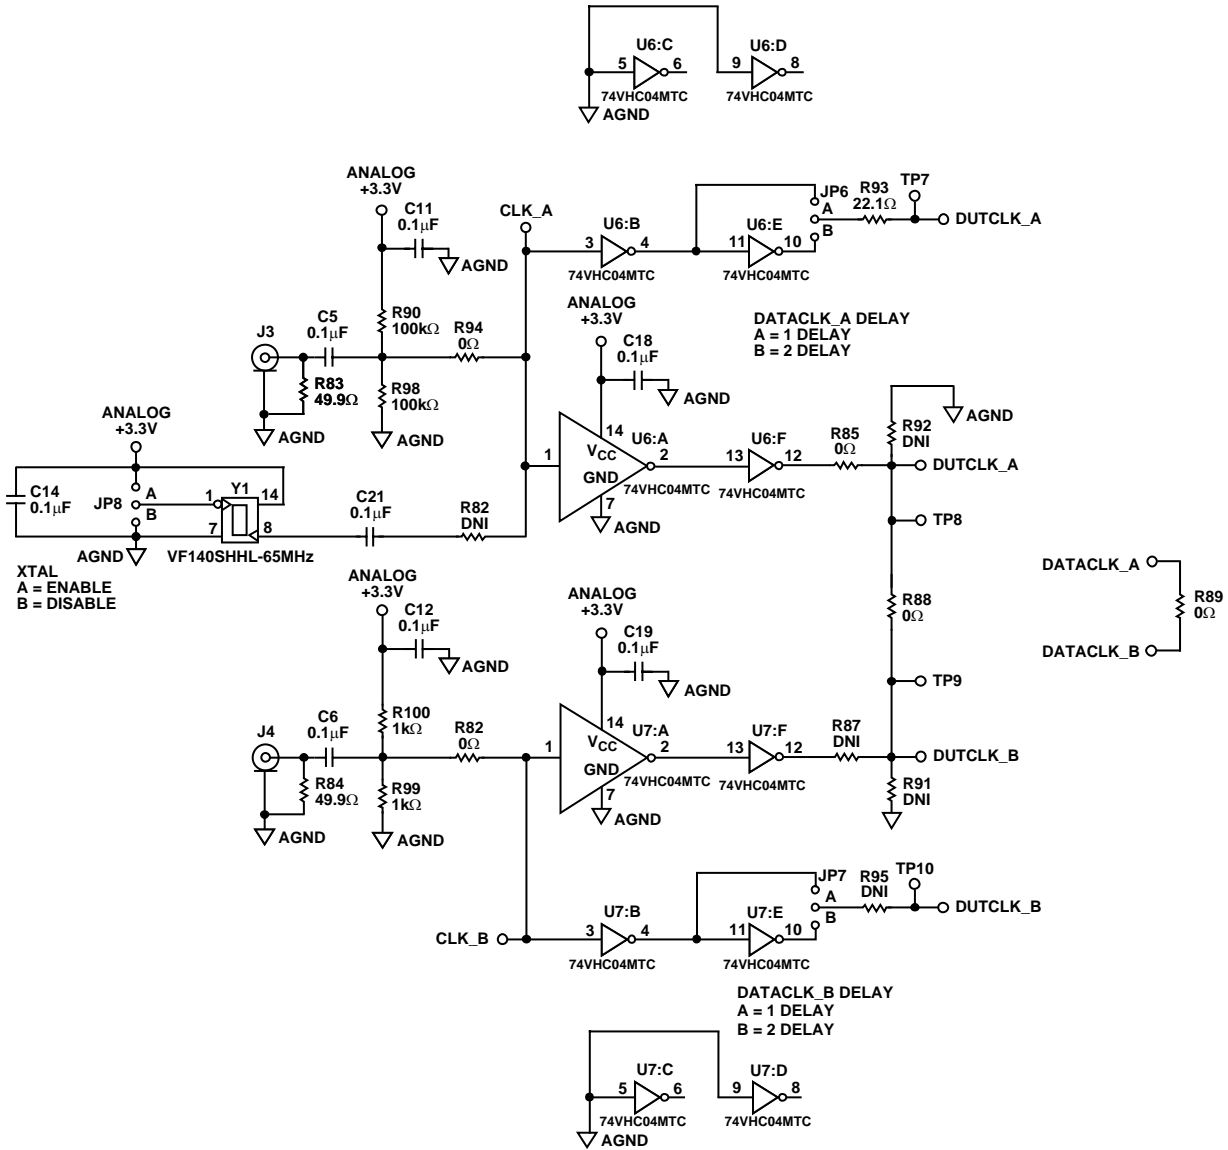 U6:C
5
6
74VHC04MTC
U6:D
9
8
74VHC04MTC
AGND
ANALOG
+3.3V
C11
0.1μF
AGND
CLK_A
U6:B
3
4
74VHC04MTC
U6:E
11
10
74VHC04MTC
JP6
A
B
R93
22.1Ω
TP7
DUTCLK_A
DATACLK_A DELAY
A = 1 DELAY
B = 2 DELAY
J3
C5
0.1μF
R90
100kΩ
R94
0Ω
R83
49.9Ω
R98
100kΩ
AGND
AGND
ANALOG
+3.3V
C18
0.1μF
AGND
14
VCC
GND
1
U6:A
2
74VHC04MTC
7
AGND
U6:F
13
12
74VHC04MTC
R85
0Ω
R92
DNI
AGND
DUTCLK_A
TP8
R88
0Ω
TP9
DATACLK_A
R89
0Ω
DATACLK_B
ANALOG
+3.3V
C14
0.1μF
JP8
A
B
Y1
1
14
7
8
VF140SHHL-65MHz
AGND
XTAL
A = ENABLE
B = DISABLE
C21
0.1μF
R82
DNI
ANALOG
+3.3V
C12
0.1μF
AGND
J4
C6
0.1μF
R100
1kΩ
R82
0Ω
R84
49.9Ω
R99
1kΩ
AGND
AGND
ANALOG
+3.3V
C19
0.1μF
AGND
14
VCC
GND
1
U7:A
2
74VHC04MTC
7
AGND
U7:F
13
12
74VHC04MTC
R87
DNI
DUTCLK_B
R91
DNI
CLK_B
U7:B
3
4
74VHC04MTC
U7:E
11
10
74VHC04MTC
JP7
A
B
R95
DNI
TP10
DUTCLK_B
DATACLK_B DELAY
A = 1 DELAY
B = 2 DELAY
U7:C
5
6
74VHC04MTC
U7:D
9
8
74VHC04MTC
AGND